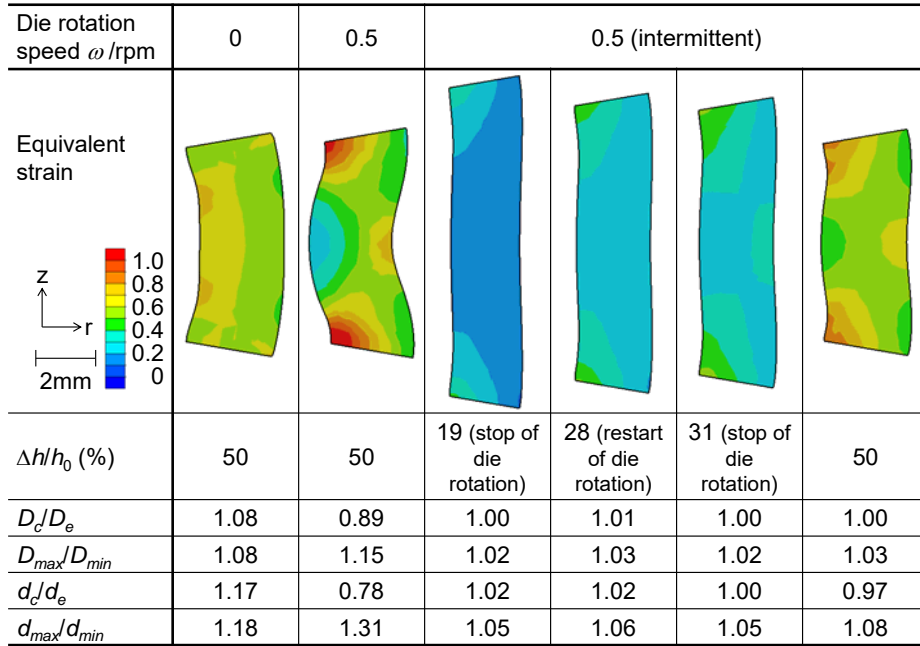 Die rotation
speed ω /rpm
0
0.5
0.5 (intermittent)
Equivalent
strain
z
r
2mm
1.0
0.8
0.6
0.4
0.2
0
Δh/h0 (%)
50
50
19 (stop of
die
rotation)
28 (restart
of die
rotation)
31 (stop of
die
rotation)
50
Dc/De
1.08
0.89
1.00
1.01
1.00
1.00
Dmax/Dmin
1.08
1.15
1.02
1.03
1.02
1.03
dc/de
1.17
0.78
1.02
1.02
1.00
0.97
dmax/dmin
1.18
1.31
1.05
1.06
1.05
1.08